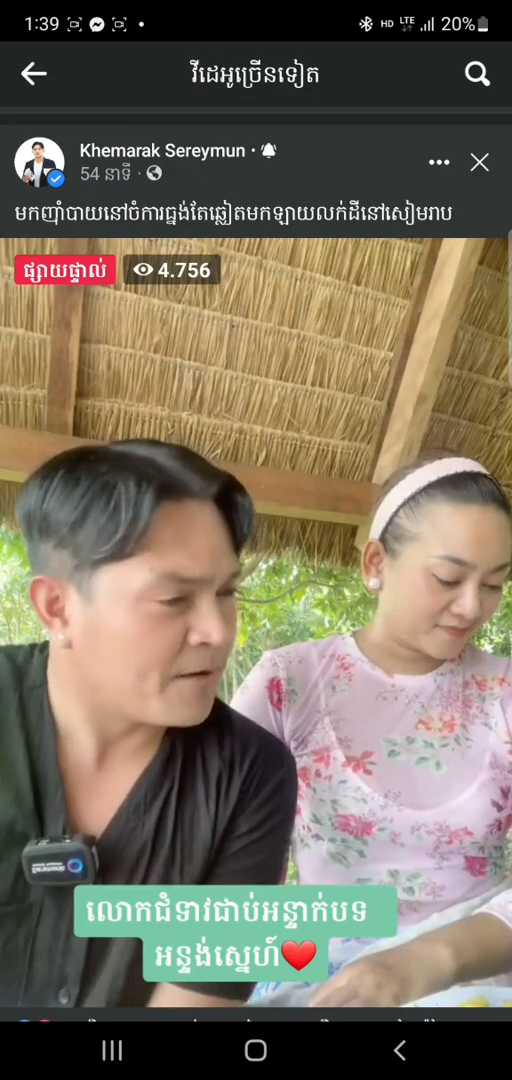 1:39
HD LTE 20%
វីដេអូច្រើនទៀត
Khemarak Sereymun ·
54 នាទី ·
មកញ៉ាំបាយនៅចំការធ្នង់តែឆ្លៀតមកឡាយលក់ដីនៅសៀមរាប
ផ្សាយផ្ទាល់ 4.756
លោកជំទាវជាប់អន្ទាក់បទ
អន្ទង់ស្នេហ៍❤️